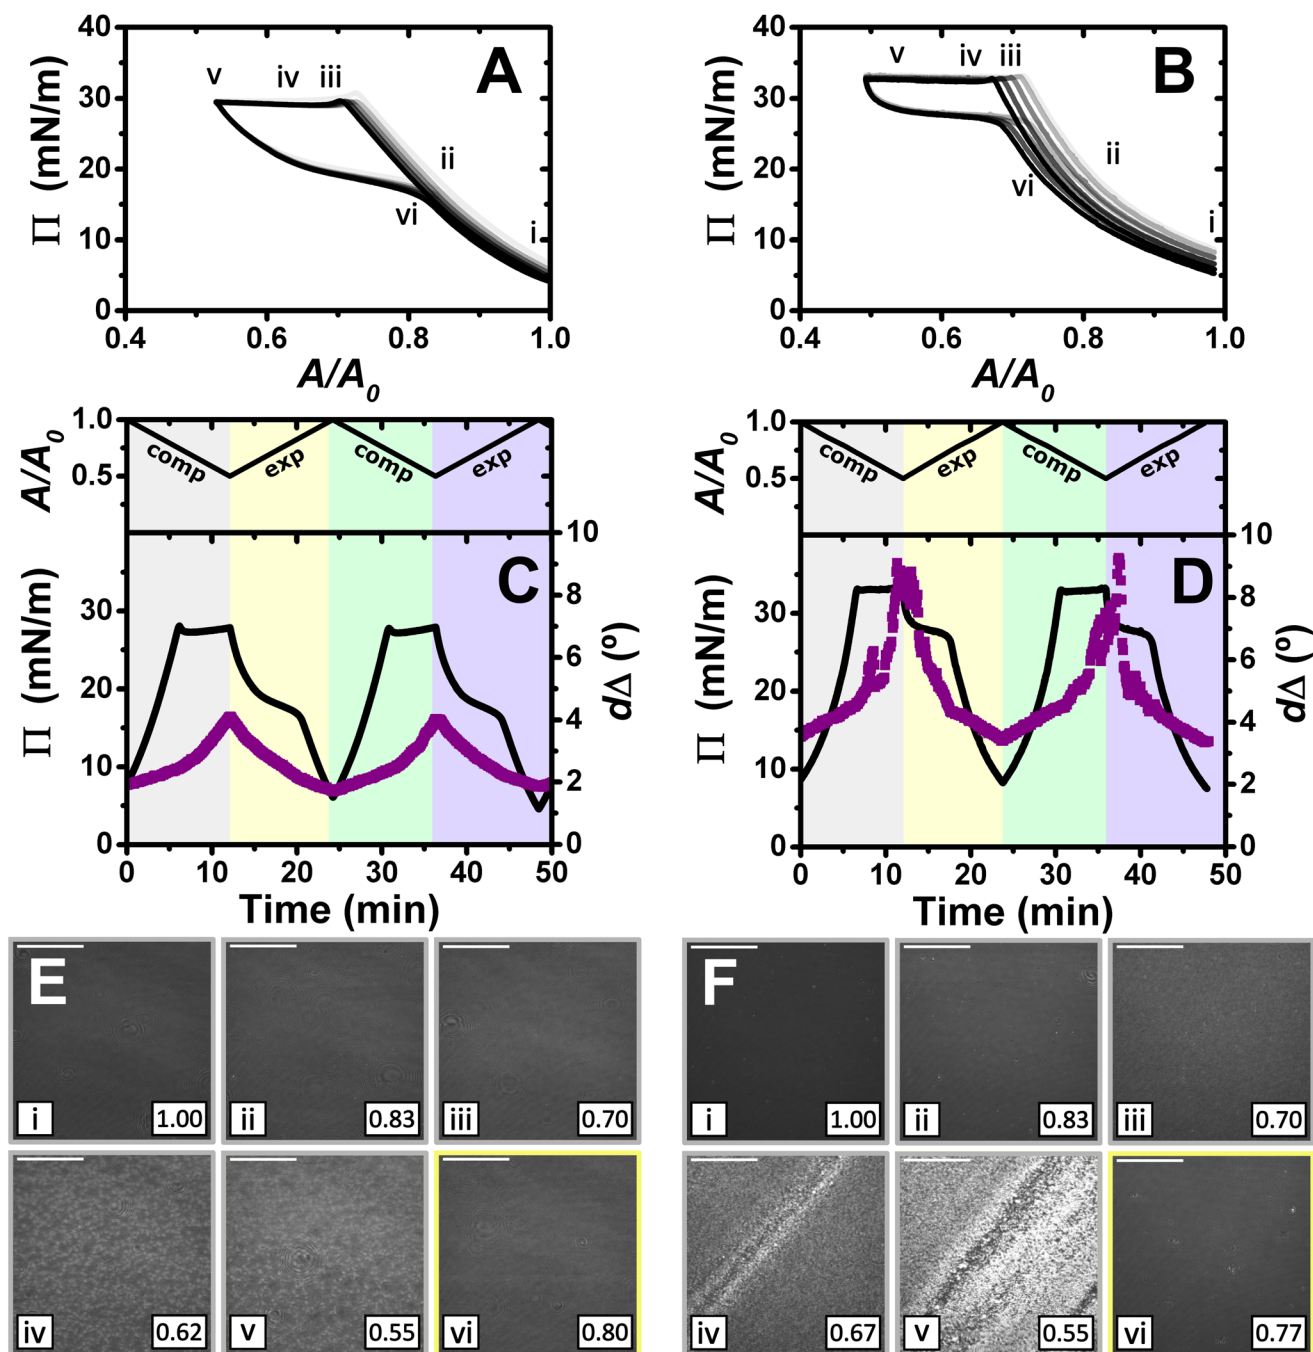 A
40
30
20
10
0
Π (mN/m)
v
iv
iii
ii
vi
i
0.4
0.6
0.8
1.0
A/A0
B
40
30
20
10
0
Π (mN/m)
v
iv
iii
ii
vi
i
0.4
0.6
0.8
1.0
A/A0
1.0
0.5
A/A0
comp
exp
comp
exp
C
30
20
10
0
Π (mN/m)
10
8
6
4
2
0
dΔ (º)
0
10
20
30
40
50
Time (min)
1.0
0.5
A/A0
comp
exp
comp
exp
D
30
20
10
0
Π (mN/m)
10
8
6
4
2
0
dΔ (º)
0
10
20
30
40
50
Time (min)
E
i 1.00
ii 0.83
iii 0.70
iv 0.62
v 0.55
vi 0.80
F
i 1.00
ii 0.83
iii 0.70
iv 0.67
v 0.55
vi 0.77